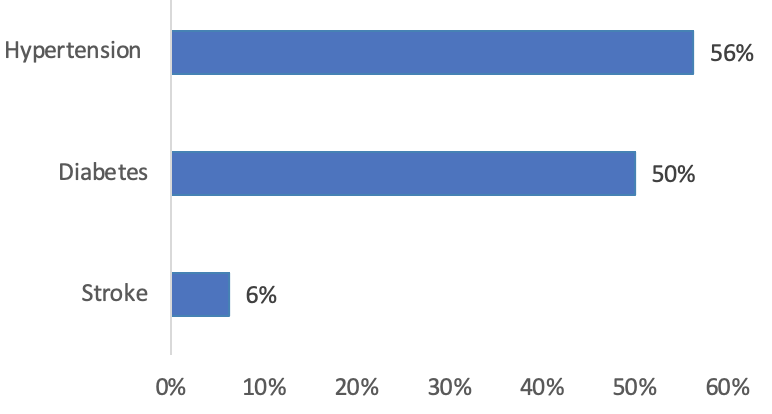 Hypertension 56%
Diabetes 50%
Stroke 6%
0% 10% 20% 30% 40% 50% 60%